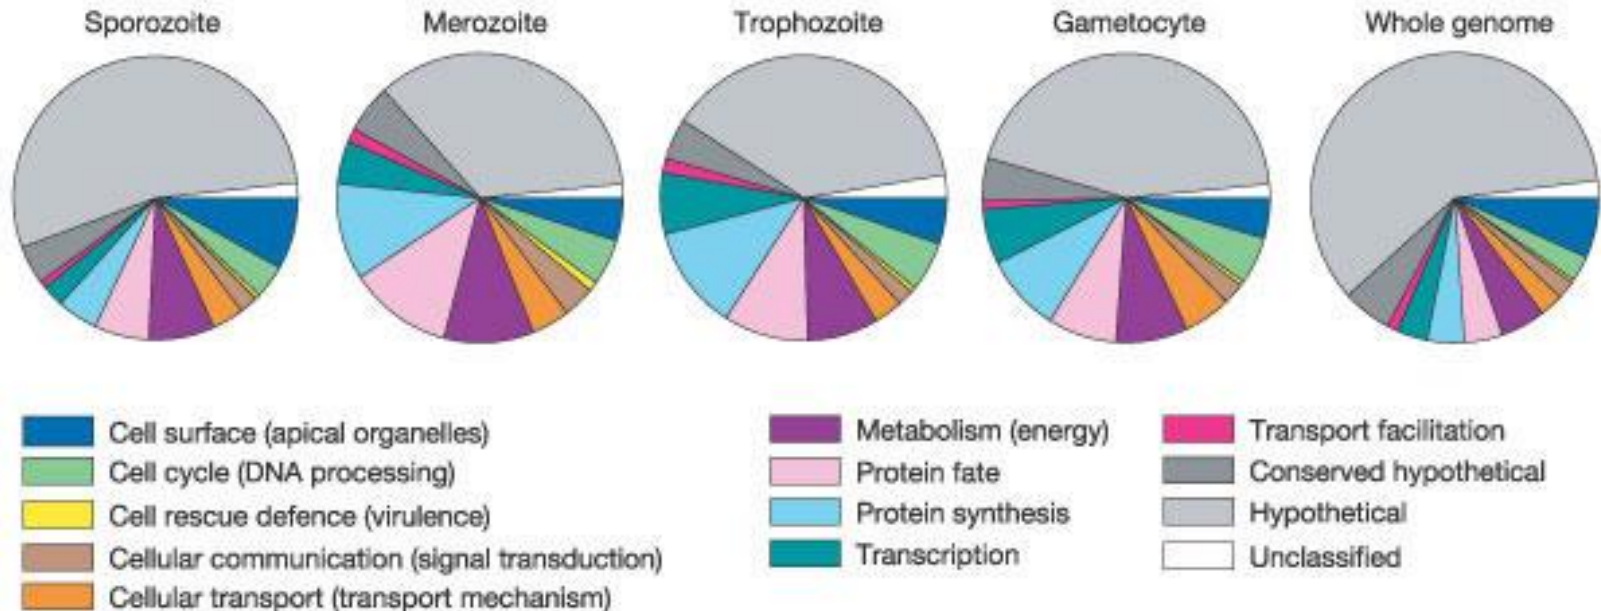 Sporozoite
Merozoite
Trophozoite
Gametocyte
Whole genome
Cell surface (apical organelles)
Cell cycle (DNA processing)
Cell rescue defence (virulence)
Cellular communication (signal transduction)
Cellular transport (transport mechanism)
Metabolism (energy)
Protein fate
Protein synthesis
Transcription
Transport facilitation
Conserved hypothetical
Hypothetical
Unclassified